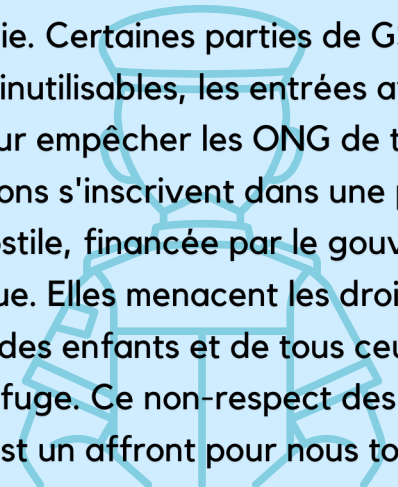 ie. Certaines parties de G
inutilisables, les entrées a
ur empêcher les ONG de
ons s'inscrivent dans une
stile, financée par le gouv
ue. Elles menacent les droi
des enfants et de tous ceu
fuge. Ce non-respect des
st un affront pour nous to